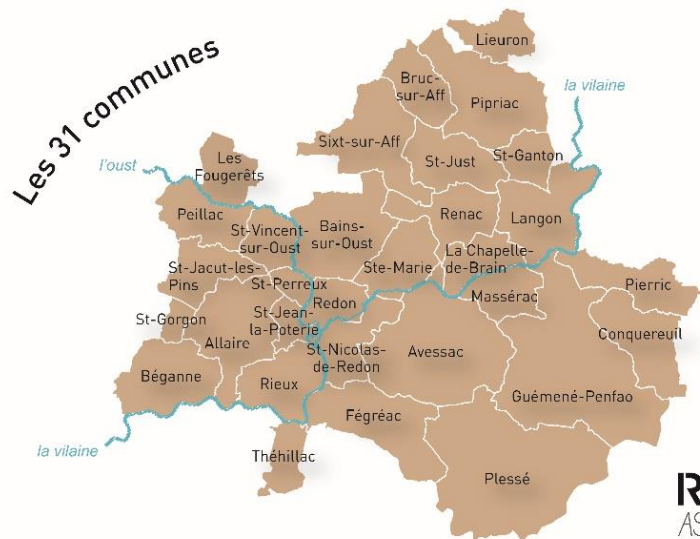 Les 31 communes
Lieuron
Bruc-
sur-Aff
Pipriac
la vilaine
Sixt-sur-Aff
St-Just
St-Ganton
l'oust
Les
Fougerêts
Peillac
St-Vincent-
sur-Oust
Bains-
sur-Oust
Renac
Langon
St-Jacut-les-
Pins
St-Perreux
Ste-Marie
La Chapelle-
de-Brain
Redon
Massérac
Pierric
St-Gorgon
St-Jean-
la-Poterie
Allaire
St-Nicolas-
de-Redon
Avessac
Conquereuil
Béganne
Rieux
Guémené-Penfao
Fégréac
la vilaine
Théhillac
Plessé
R
AS